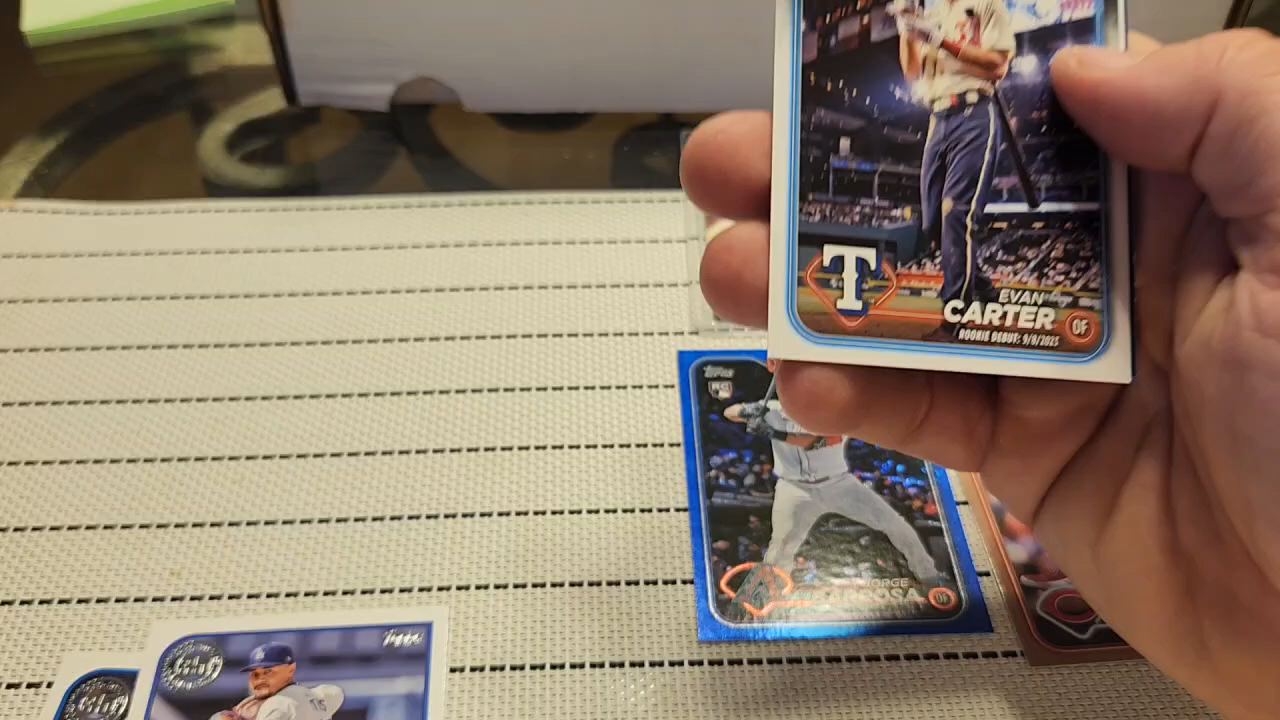 T
EVAN
CARTER
OF
ROOKIE DEBUT: 9/8/2023
Topps
RC
JORGE
BARROSA
OF
Topps